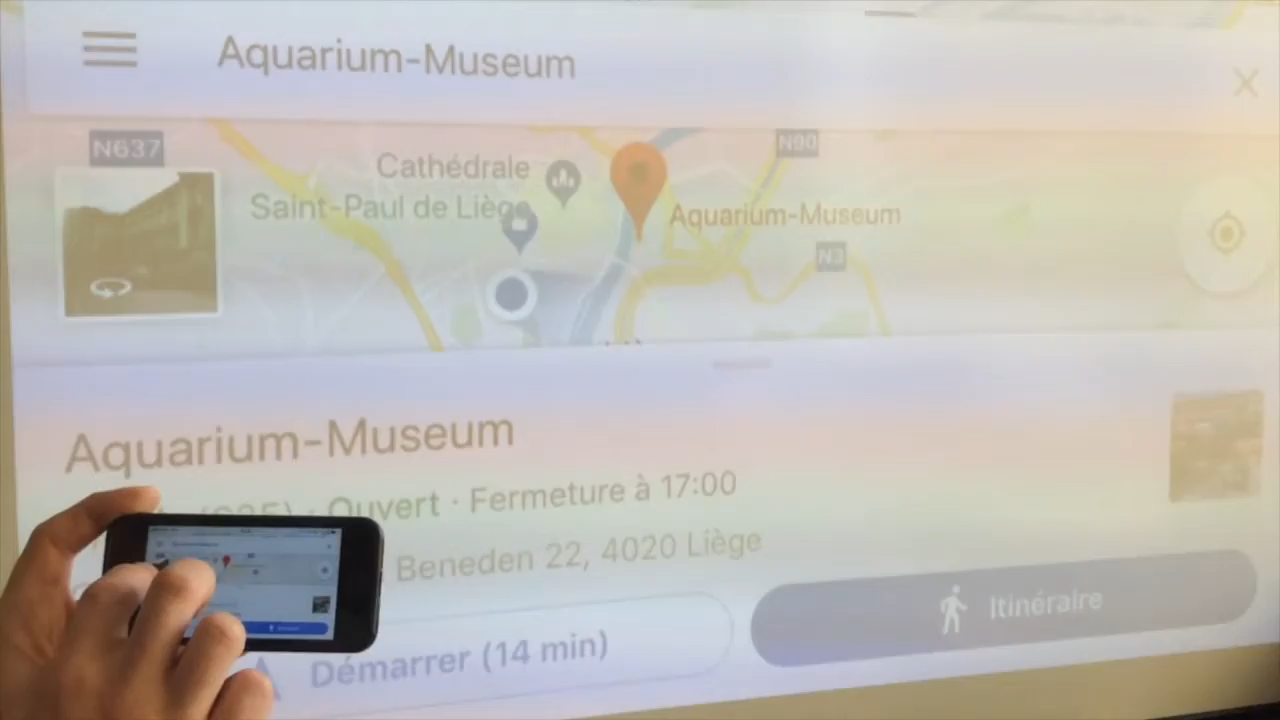 Aquarium-Museum
N637
N90
Cathédrale
Saint-Paul de Liège
Aquarium-Museum
N3
Aquarium-Museum
Ouvert · Fermeture à 17:00
Beneden 22, 4020 Liège
Démarrer (14 min)
Itinéraire